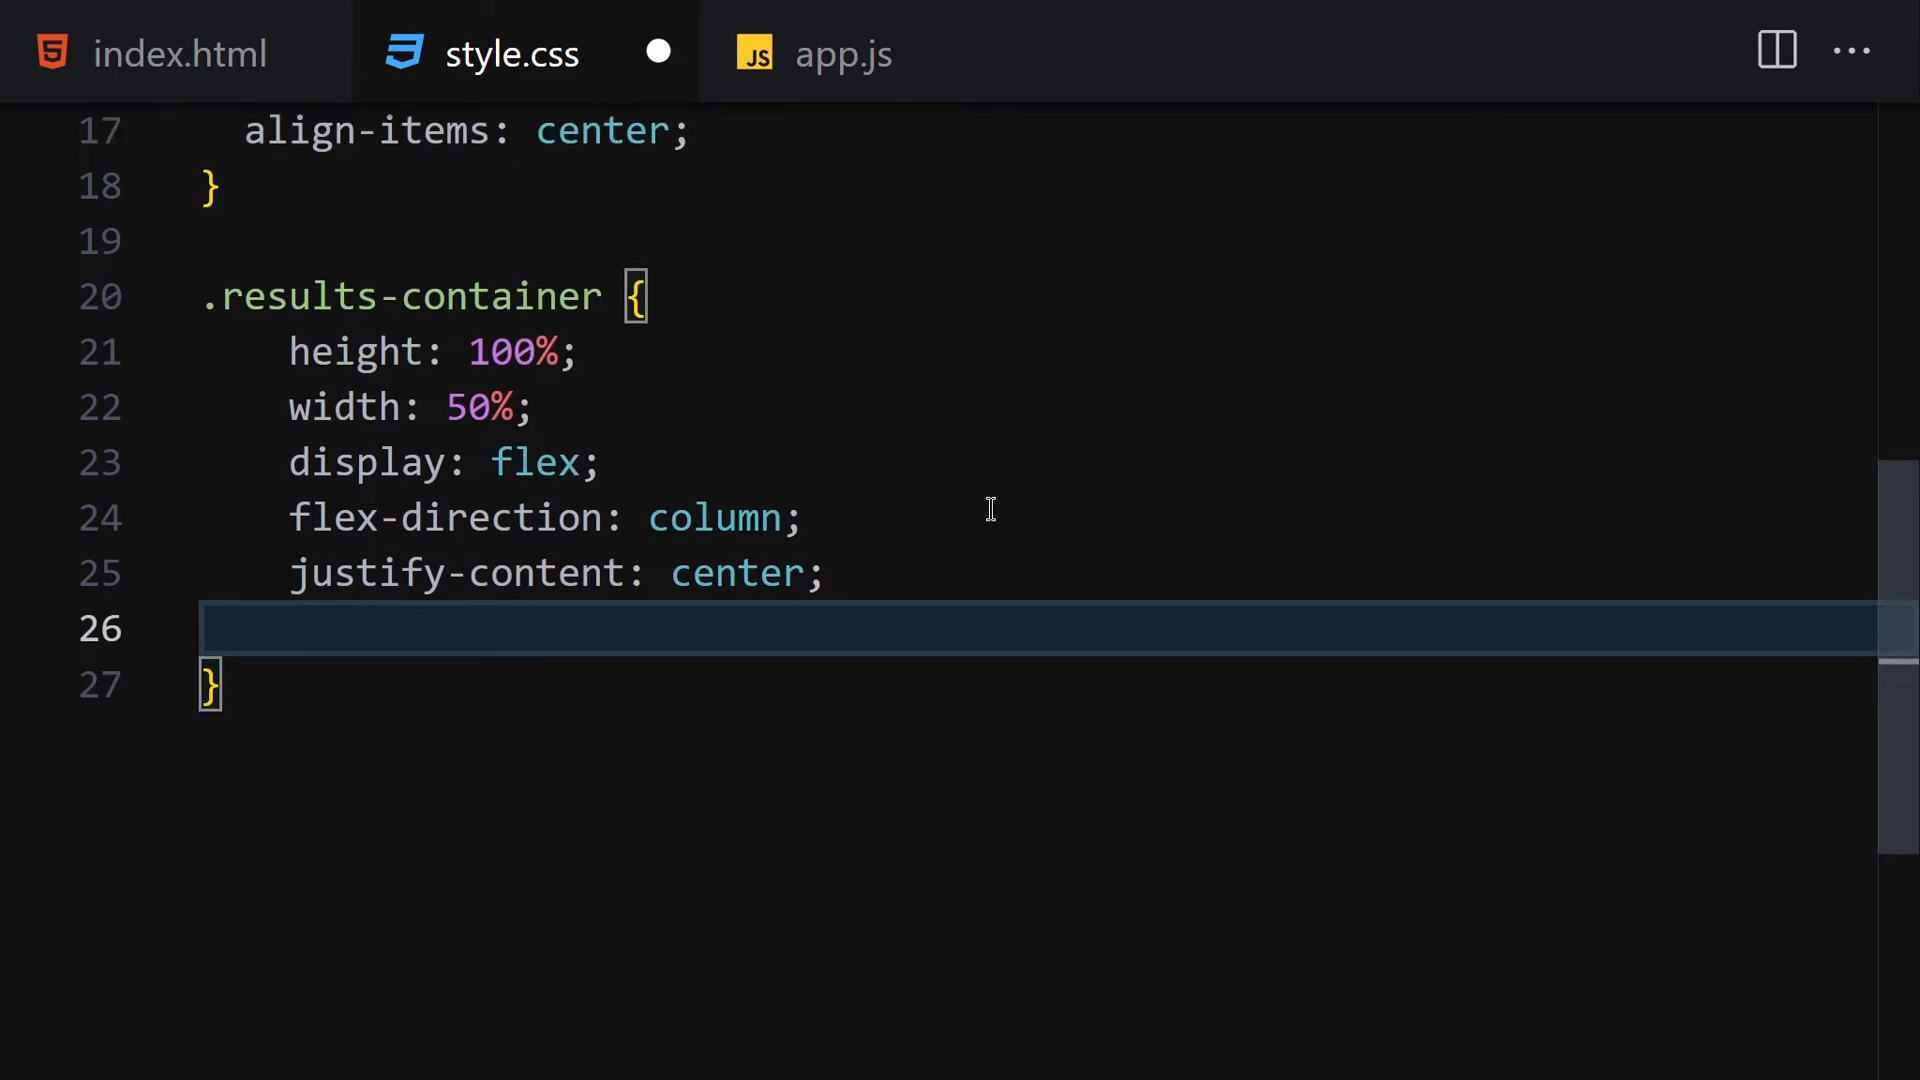 index.html style.css app.js
17 align-items: center;
18 }
19
20 .results-container {
21 height: 100%;
22 width: 50%;
23 display: flex;
24 flex-direction: column;
25 justify-content: center;
26
27 }